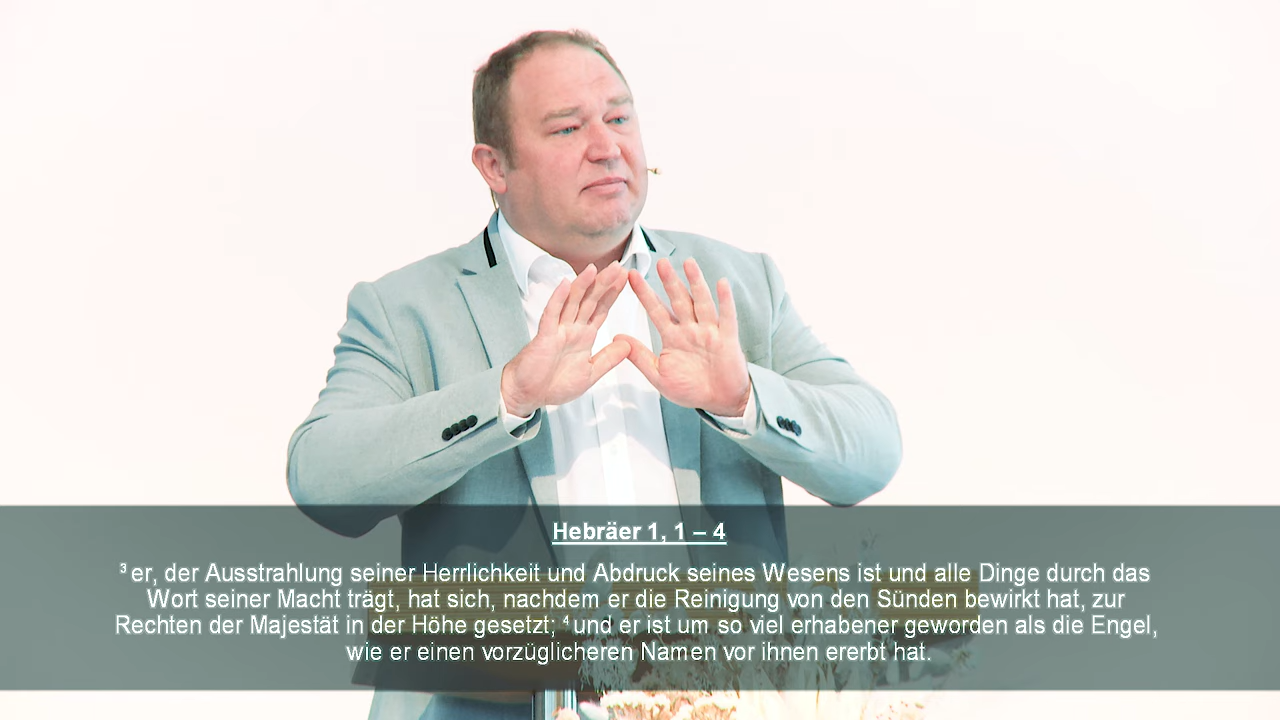 Hebräer 1, 1 – 4
³ er, der Ausstrahlung seiner Herrlichkeit und Abdruck seines Wesens ist und alle Dinge durch das
Wort seiner Macht trägt, hat sich, nachdem er die Reinigung von den Sünden bewirkt hat, zur
Rechten der Majestät in der Höhe gesetzt; ⁴ und er ist um so viel erhabener geworden als die Engel,
wie er einen vorzüglicheren Namen vor ihnen ererbt hat.